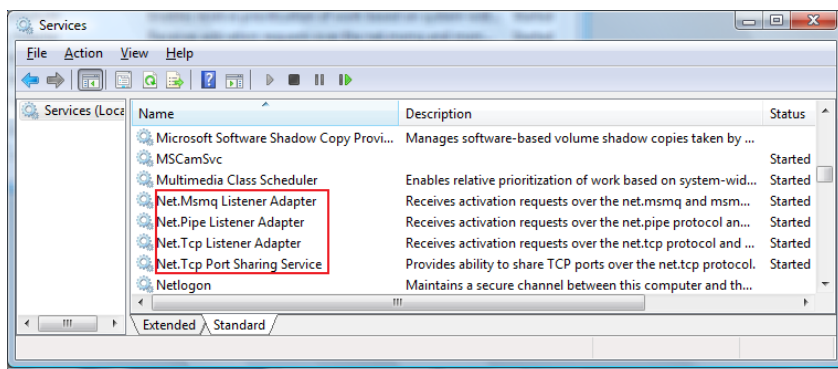 Services
File Action View Help
Services (Loca
Name Description Status
Microsoft Software Shadow Copy Provi... Manages software-based volume shadow copies taken by ...
MSCamSvc Started
Multimedia Class Scheduler Enables relative prioritization of work based on system-wid... Started
Net.Msmq Listener Adapter Receives activation requests over the net.msmq and msm... Started
Net.Pipe Listener Adapter Receives activation requests over the net.pipe protocol an... Started
Net.Tcp Listener Adapter Receives activation requests over the net.tcp protocol and ... Started
Net.Tcp Port Sharing Service Provides ability to share TCP ports over the net.tcp protocol. Started
Netlogon Maintains a secure channel between this computer and th...
Extended Standard